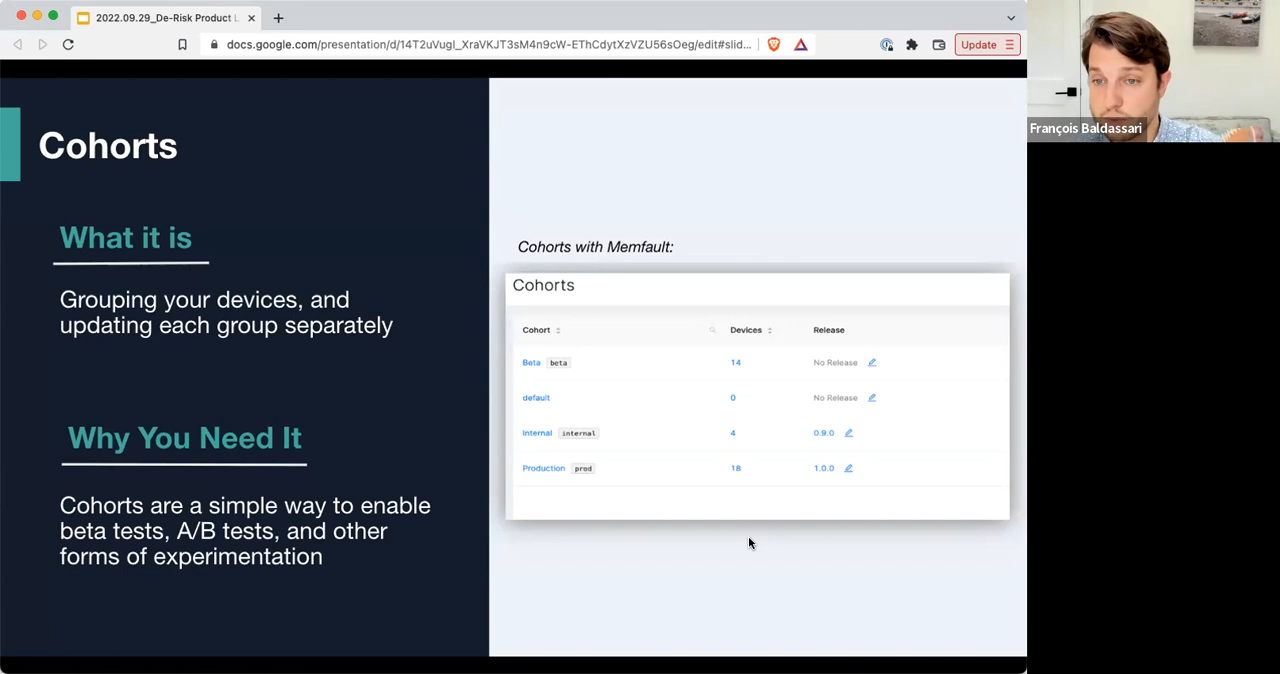 2022.09.29_De-Risk Product L
docs.google.com/presentation/d/14T2uVugI_XraVKJT3sM4n9cW-EThCdytXzVZU56sOeg/edit#slid...
Update
François Baldassari
Cohorts
What it is
Grouping your devices, and
updating each group separately
Why You Need It
Cohorts are a simple way to enable
beta tests, A/B tests, and other
forms of experimentation
Cohorts with Memfault:
Cohorts
Cohort Devices Release
Beta beta 14 No Release
default 0 No Release
Internal internal 4 0.9.0
Production prod 18 1.0.0